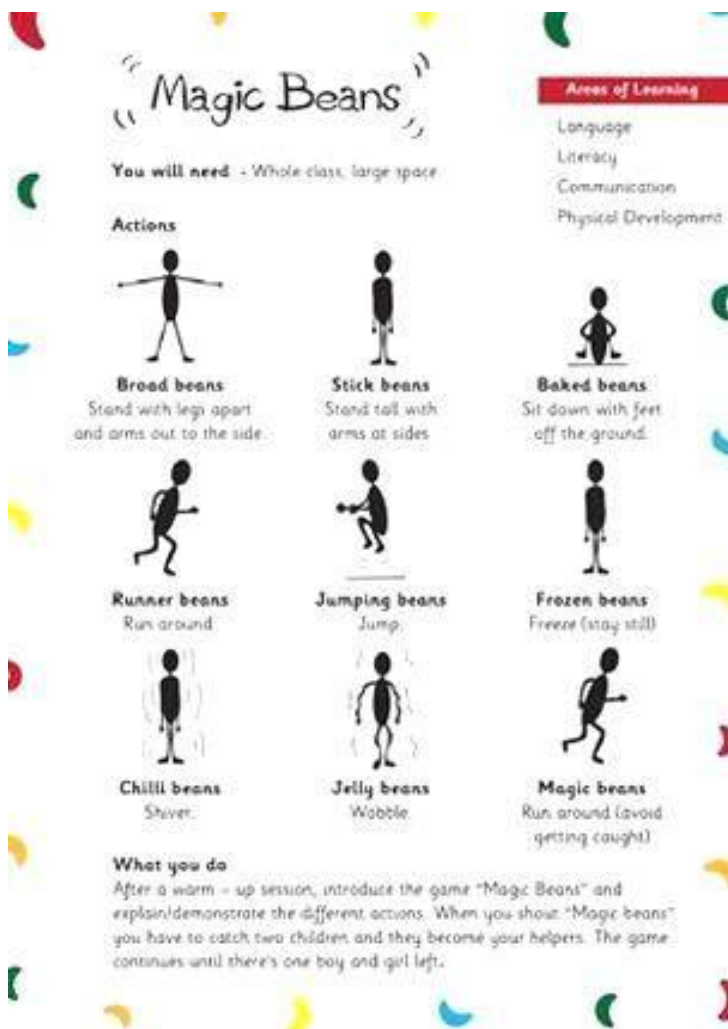 Magic Beans
Areas of Learning
Language
Literacy
Communication
Physical Development
You will need - Whole class, large space
Actions
Broad beans
Stand with legs apart
and arms out to the side.
Stick beans
Stand tall with
arms at sides
Baked beans
Sit down with feet
off the ground.
Runner beans
Run around
Jumping beans
Jump.
Frozen beans
Freeze (stay still)
Chilli beans
Shiver.
Jelly beans
Wobble.
Magic beans
Run around (avoid
getting caught)
What you do
After a warm - up session, introduce the game "Magic Beans" and
explain/demonstrate the different actions. When you shout "Magic beans"
you have to catch two children and they become your helpers. The game
continues until there's one boy and girl left.